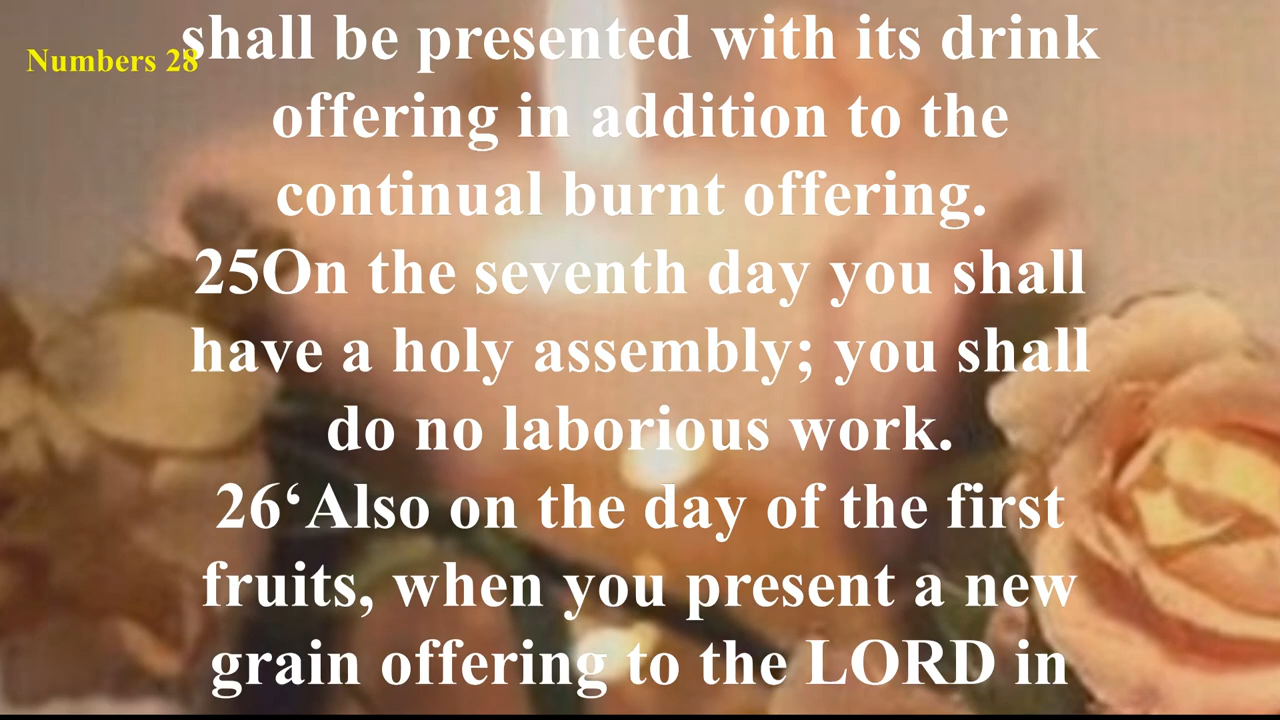 Numbers 28
shall be presented with its drink
offering in addition to the
continual burnt offering.
25On the seventh day you shall
have a holy assembly; you shall
do no laborious work.
26‘Also on the day of the first
fruits, when you present a new
grain offering to the LORD in